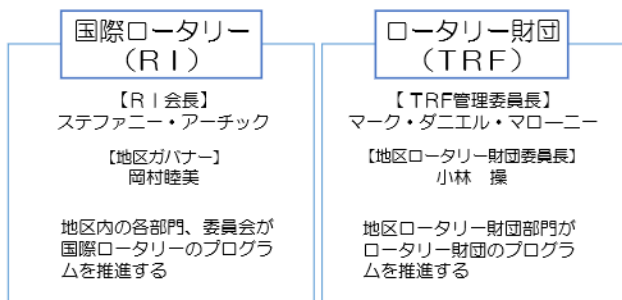 国際ロータリー
（ＲＩ）
【ＲＩ会長】
ステファニー・アーチック
【地区ガバナー】
岡村睦美
地区内の各部門、委員会が
国際ロータリーのプログラ
ムを推進する
ロータリー財団
（ＴＲＦ）
【 TRF管理委員長】
マーク・ダニエル・マローニー
【地区ロータリー財団委員長】
小林　操
地区ロータリー財団部門が
ロータリー財団のプログラ
ムを推進する